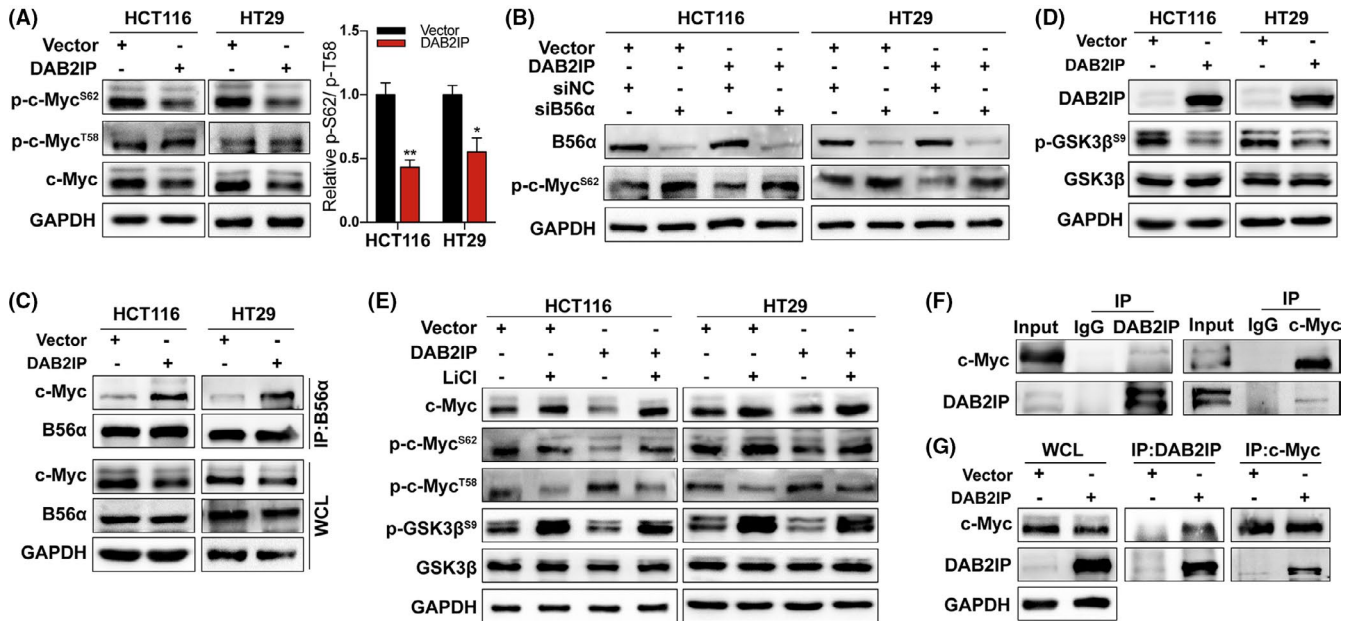 (A)
HCT116 HT29
Vector + - + -
DAB2IP - + - +
p-c-Myc^S62
p-c-Myc^T58
c-Myc
GAPDH
Relative p-S62/ p-T58
1.5
1.0
0.5
0.0
Vector
DAB2IP
**
*
HCT116 HT29
(B)
HCT116 HT29
Vector + + - - + + - -
DAB2IP - - + + - - + +
siNC + - + - + - + -
siB56α - + - + - + - +
B56α
p-c-Myc^S62
GAPDH
(D)
HCT116 HT29
Vector + - + -
DAB2IP - + - +
DAB2IP
p-GSK3β^S9
GSK3β
GAPDH
(C)
HCT116 HT29
Vector + - + -
DAB2IP - + - +
c-Myc
B56α
IP:B56α
c-Myc
B56α
GAPDH
WCL
(E)
HCT116 HT29
Vector + + - - + + - -
DAB2IP - - + + - - + +
LiCl - + - + - + - +
c-Myc
p-c-Myc^S62
p-c-Myc^T58
p-GSK3β^S9
GSK3β
GAPDH
(F)
IP IP
Input IgG DAB2IP Input IgG c-Myc
c-Myc
DAB2IP
(G)
WCL IP:DAB2IP IP:c-Myc
Vector + - + - + -
DAB2IP - + - + - +
c-Myc
DAB2IP
GAPDH